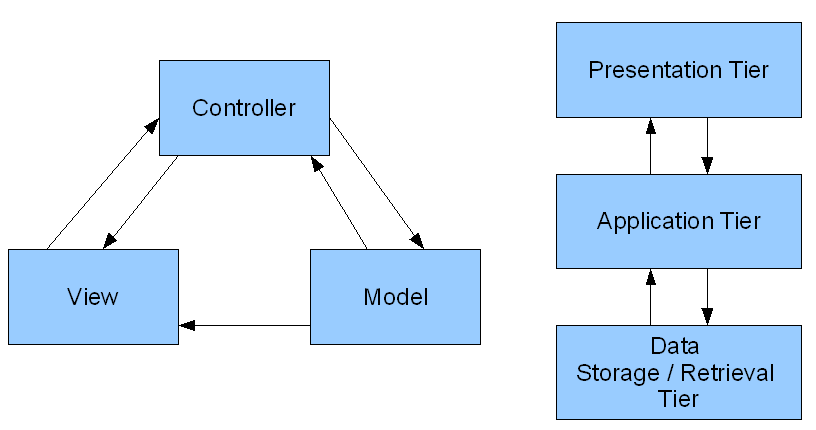 Controller
View
Model
Presentation Tier
Application Tier
Data
Storage / Retrieval
Tier